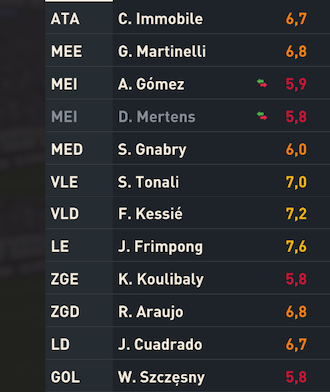 ATA C. Immobile 6,7
MEE G. Martinelli 6,8
MEI A. Gómez 5,9
MEI D. Mertens 5,8
MED S. Gnabry 6,0
VLE S. Tonali 7,0
VLD F. Kessié 7,2
LE J. Frimpong 7,6
ZGE K. Koulibaly 5,8
ZGD R. Araujo 6,8
LD J. Cuadrado 6,7
GOL W. Szczęsny 5,8